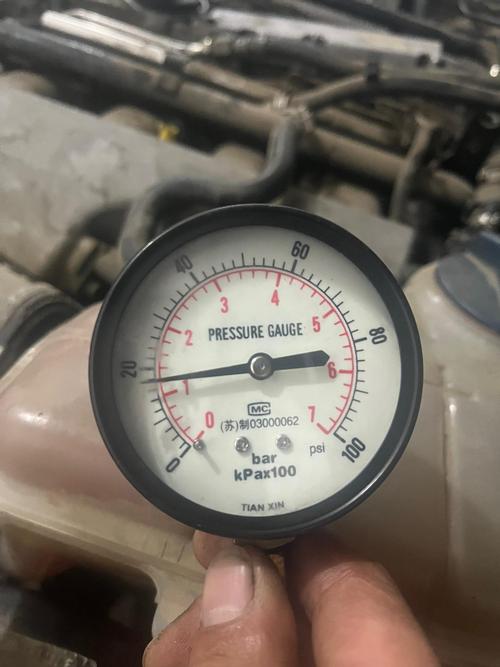 60
40
3
4
PRESSURE GAUGE
5
2
80
20
6
1
MC
(苏)制03000062
0
7
bar
psi
0
kPax100
100
TIAN XIN